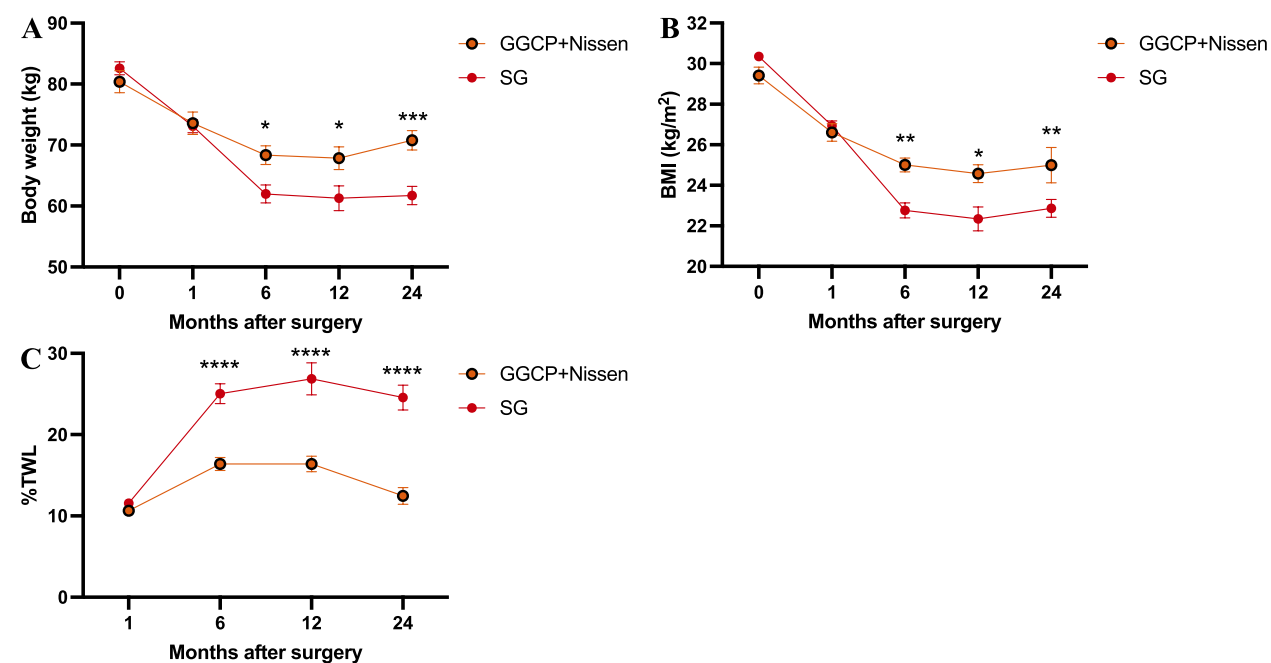 A
Body weight (kg)
90
80
70
60
50
* * ***
0 1 6 12 24
Months after surgery
GGCP+Nissen
SG
B
BMI (kg/m²)
32
30
28
26
24
22
20
** * **
0 1 6 12 24
Months after surgery
GGCP+Nissen
SG
C
%TWL
30
20
10
0
**** **** ****
1 6 12 24
Months after surgery
GGCP+Nissen
SG